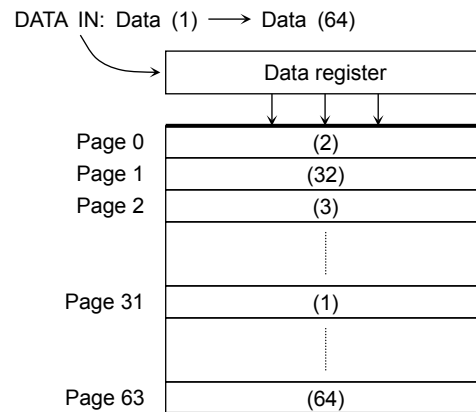 DATA IN: Data (1) → Data (64)
Data register
Page 0 (2)
Page 1 (32)
Page 2 (3)
Page 31 (1)
Page 63 (64)